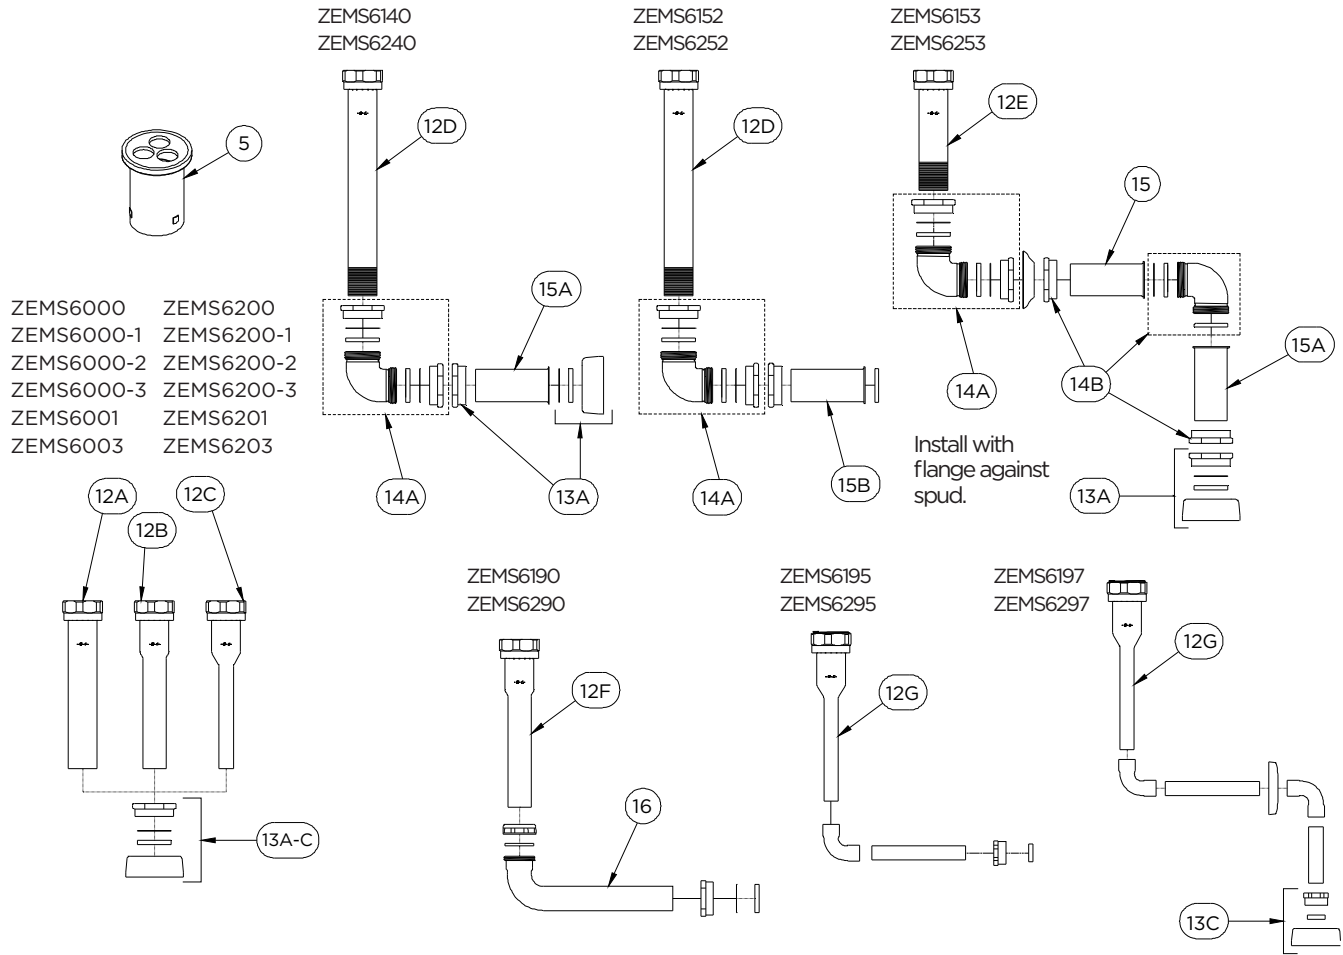 ZEMS6140
ZEMS6240
12D
15A
14A
13A
ZEMS6152
ZEMS6252
12D
14A
15B
ZEMS6153
ZEMS6253
12E
15
14A
14B
15A
13A
Install with
flange against
spud.
5
ZEMS6000 ZEMS6200
ZEMS6000-1 ZEMS6200-1
ZEMS6000-2 ZEMS6200-2
ZEMS6000-3 ZEMS6200-3
ZEMS6001 ZEMS6201
ZEMS6003 ZEMS6203
12A
12B
12C
13A-C
ZEMS6190
ZEMS6290
12F
16
ZEMS6195
ZEMS6295
12G
ZEMS6197
ZEMS6297
12G
13C